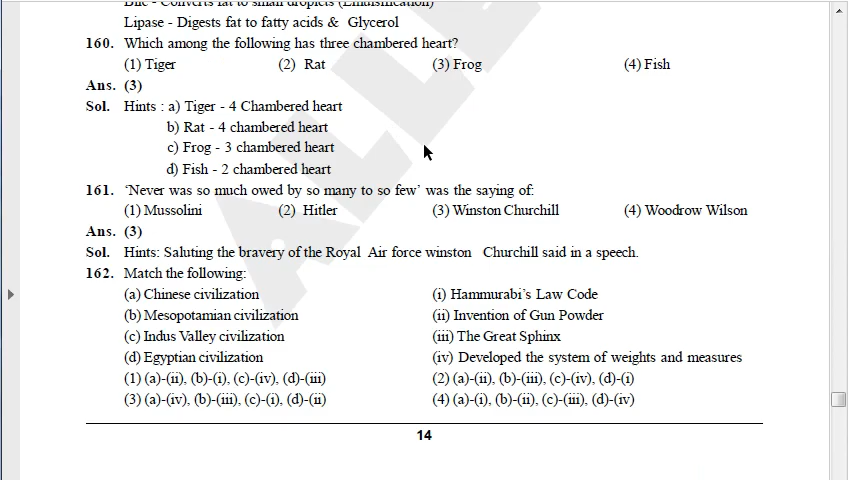 Bile - Converts fat to small droplets (Emulsification)
Lipase - Digests fat to fatty acids & Glycerol
160. Which among the following has three chambered heart?
(1) Tiger (2) Rat (3) Frog (4) Fish
Ans. (3)
Sol. Hints : a) Tiger - 4 Chambered heart
b) Rat - 4 chambered heart
c) Frog - 3 chambered heart
d) Fish - 2 chambered heart
161. ‘Never was so much owed by so many to so few’ was the saying of:
(1) Mussolini (2) Hitler (3) Winston Churchill (4) Woodrow Wilson
Ans. (3)
Sol. Hints: Saluting the bravery of the Royal Air force winston Churchill said in a speech.
162. Match the following:
(a) Chinese civilization (i) Hammurabi’s Law Code
(b) Mesopotamian civilization (ii) Invention of Gun Powder
(c) Indus Valley civilization (iii) The Great Sphinx
(d) Egyptian civilization (iv) Developed the system of weights and measures
(1) (a)-(ii), (b)-(i), (c)-(iv), (d)-(iii) (2) (a)-(ii), (b)-(iii), (c)-(iv), (d)-(i)
(3) (a)-(iv), (b)-(iii), (c)-(i), (d)-(ii) (4) (a)-(i), (b)-(ii), (c)-(iii), (d)-(iv)
14